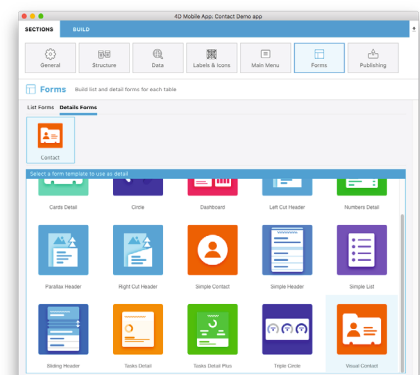 4D Mobile App, Contact Demo app
SECTIONS BUILD
General Structure Data Labels & Icons Main Menu Forms Publishing
Forms Build list and detail forms for each table
List Forms Details Forms
Contact
Select a form template to use as detail
Cards Detail Circle Dashboard Left Cut Header Numbers Detail
Parallax Header Right Cut Header Simple Contact Simple Header Simple List
Sliding Header Tasks Detail Tasks Detail Plus Triple Circle Visual Contact